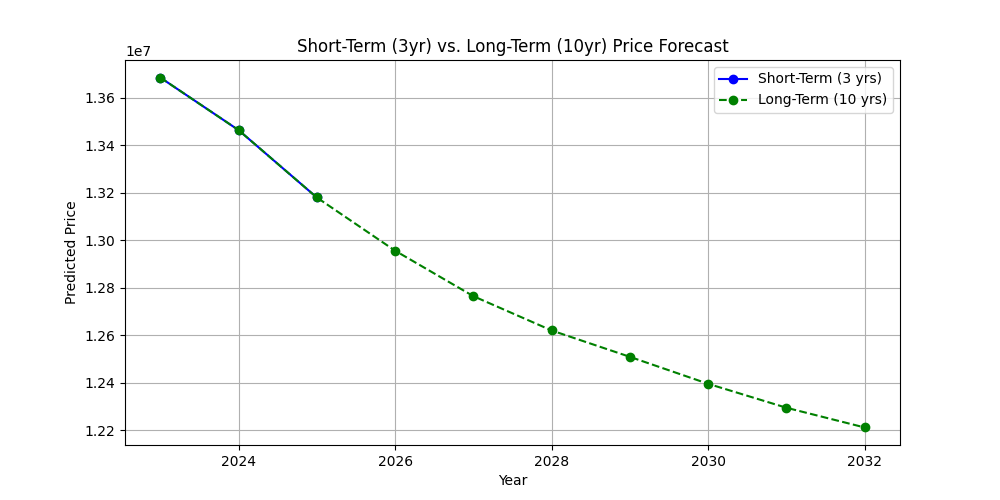 Short-Term (3yr) vs. Long-Term (10yr) Price Forecast
1e7
Short-Term (3 yrs)
Long-Term (10 yrs)
1.36
1.34
1.32
1.30
1.28
1.26
1.24
1.22
Predicted Price
2024 2026 2028 2030 2032
Year